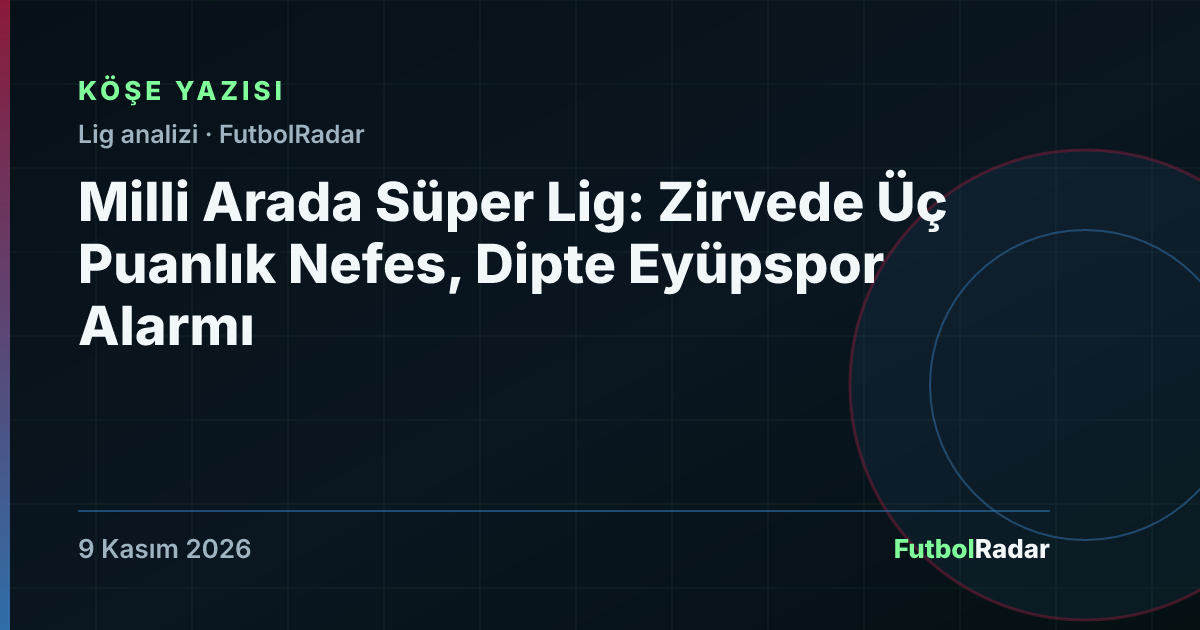 KÖŞE YAZISI
Lig analizi · FutbolRadar
Milli Arada Süper Lig: Zirvede Üç
Puanlık Nefes, Dipte Eyüpspor
Alarmı
9 Kasım 2026
FutbolRadar